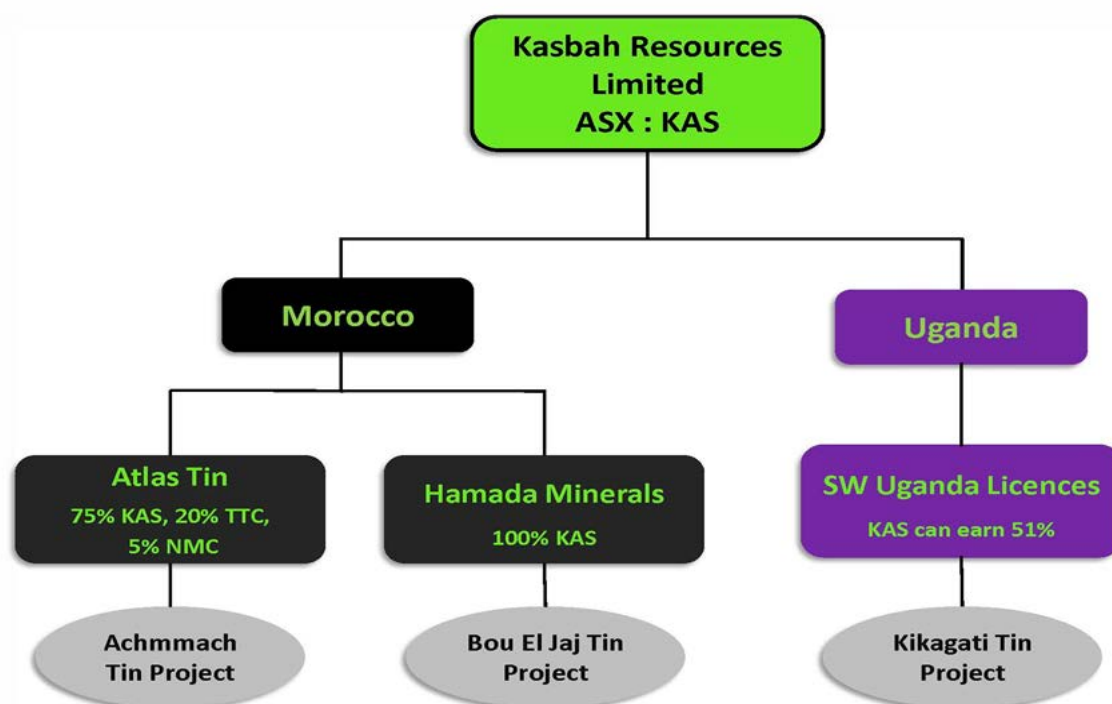 Kasbah Resources
Limited
ASX : KAS
Morocco
Uganda
Atlas Tin
75% KAS, 20% TTC,
5% NMC
Hamada Minerals
100% KAS
SW Uganda Licences
KAS can earn 51%
Achmmach
Tin Project
Bou El Jaj Tin
Project
Kikagati Tin
Project